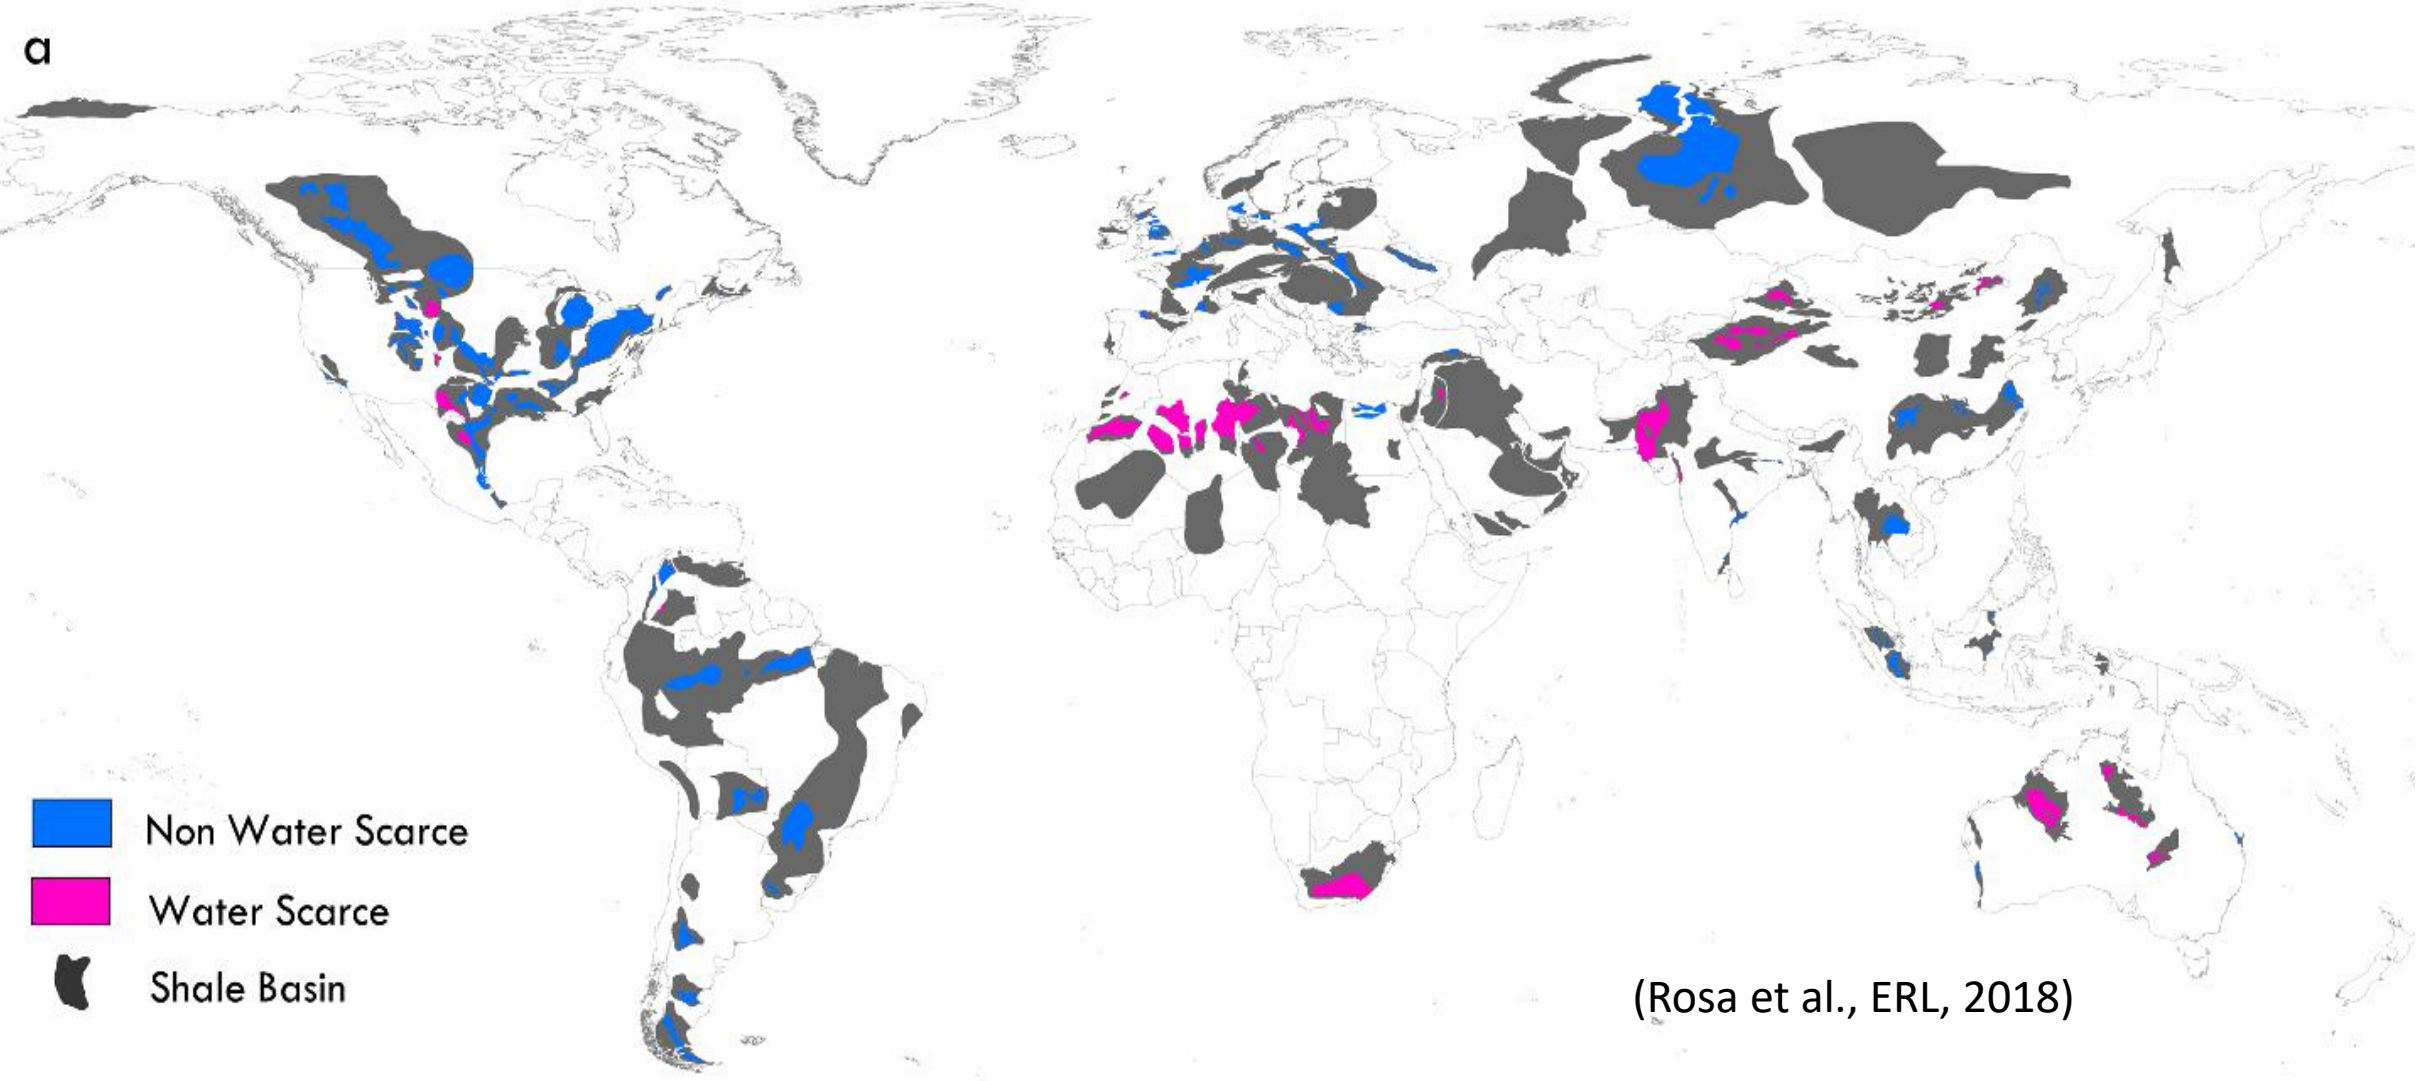 a
Non Water Scarce
Water Scarce
Shale Basin
(Rosa et al., ERL, 2018)